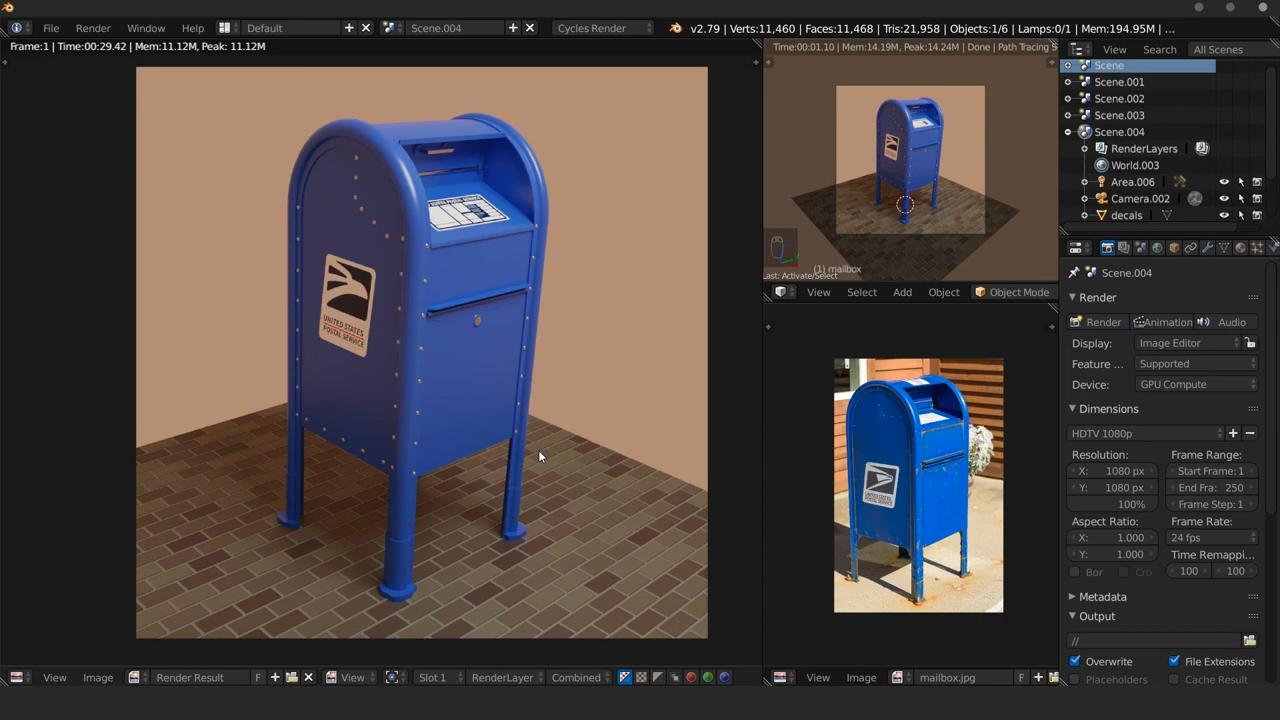 File
Render
Window
Help
Default
Scene.004
Cycles Render
v2.79 | Verts:11,460 | Faces:11,468 | Tris:21,958 | Objects:1/6 | Lamps:0/1 | Mem:194.95M | ...
Frame:1 | Time:00:29.42 | Mem:11.12M, Peak: 11.12M
Time:00:01.10 | Mem:14.19M, Peak:14.24M | Done | Path Tracing S
View
Search
All Scenes
Scene
Scene.001
Scene.002
Scene.003
Scene.004
RenderLayers
World.003
Area.006
Camera.002
decals
UNITED STATES
POSTAL SERVICE
(1) mailbox
Last: Activate/Select
View
Select
Add
Object
Object Mode
Scene.004
Render
Render
Animation
Audio
Display:
Image Editor
Feature ...
Supported
Device:
GPU Compute
Dimensions
HDTV 1080p
Resolution:
Frame Range:
X: 1080 px
Start Frame: 1
Y: 1080 px
End Fra: 250
100%
Frame Step: 1
Aspect Ratio:
Frame Rate:
X: 1.000
24 fps
Y: 1.000
Time Remappi...
Bor
Cro
100
100
Metadata
Output
//
Overwrite
File Extensions
Placeholders
Cache Result
View
Image
Render Result
F
View
Slot 1
RenderLayer
Combined
View
Image
mailbox.jpg
F